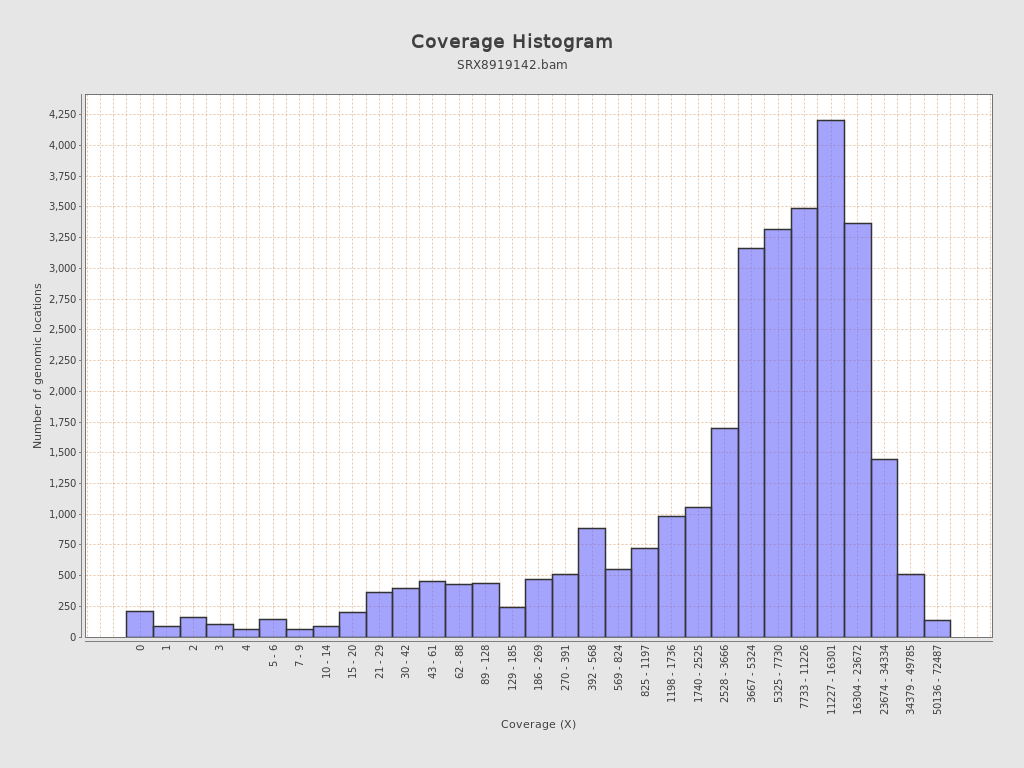 Coverage Histogram
SRX8919142.bam
Number of genomic locations
4,250
4,000
3,750
3,500
3,250
3,000
2,750
2,500
2,250
2,000
1,750
1,500
1,250
1,000
750
500
250
0
0
1
2
3
4
5 - 6
7 - 9
10 - 14
15 - 20
21 - 29
30 - 42
43 - 61
62 - 88
89 - 128
129 - 185
186 - 269
270 - 391
392 - 568
569 - 824
825 - 1197
1198 - 1736
1740 - 2525
2528 - 3666
3667 - 5324
5325 - 7730
7733 - 11226
11227 - 16301
16304 - 23672
23674 - 34334
34379 - 49785
50136 - 72487
Coverage (X)